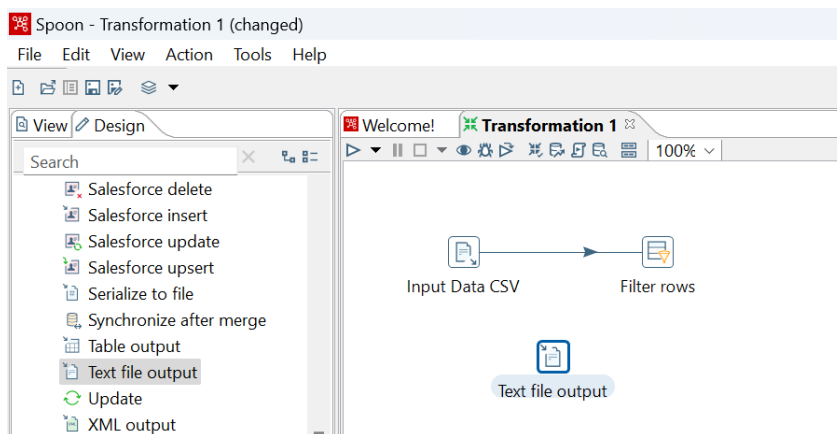 Spoon - Transformation 1 (changed)
File Edit View Action Tools Help
View Design
Welcome! Transformation 1
Search
100%
Salesforce delete
Salesforce insert
Salesforce update
Salesforce upsert
Serialize to file
Synchronize after merge
Table output
Text file output
Update
XML output
Input Data CSV
Filter rows
Text file output